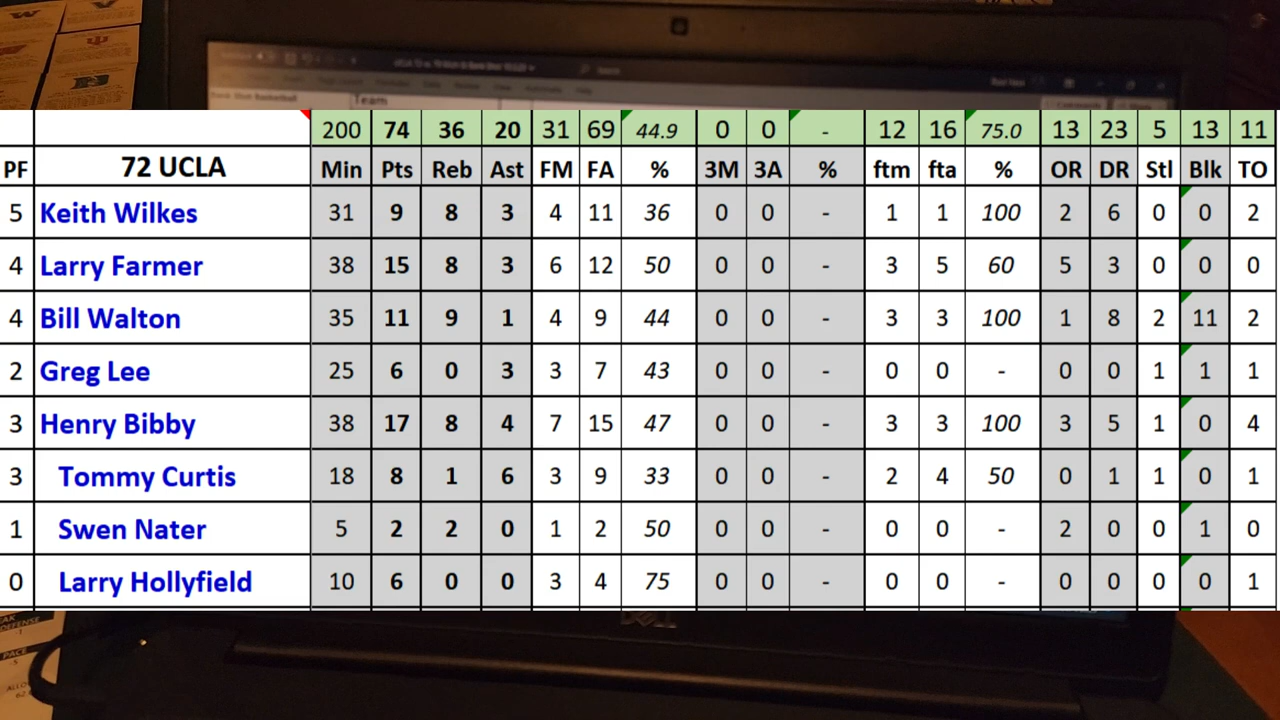 Team
200 74 36 20 31 69 44.9 0 0 - 12 16 75.0 13 23 5 13 11
PF 72 UCLA Min Pts Reb Ast FM FA % 3M 3A % ftm fta % OR DR Stl Blk TO
5 Keith Wilkes 31 9 8 3 4 11 36 0 0 - 1 1 100 2 6 0 0 2
4 Larry Farmer 38 15 8 3 6 12 50 0 0 - 3 5 60 5 3 0 0 0
4 Bill Walton 35 11 9 1 4 9 44 0 0 - 3 3 100 1 8 2 11 2
2 Greg Lee 25 6 0 3 3 7 43 0 0 - 0 0 - 0 0 1 1 1
3 Henry Bibby 38 17 8 4 7 15 47 0 0 - 3 3 100 3 5 1 0 4
3 Tommy Curtis 18 8 1 6 3 9 33 0 0 - 2 4 50 0 1 1 0 1
1 Swen Nater 5 2 2 0 1 2 50 0 0 - 0 0 - 2 0 0 1 0
0 Larry Hollyfield 10 6 0 0 3 4 75 0 0 - 0 0 - 0 0 0 0 1
DELL
DEFENSE
PACE
-5
62